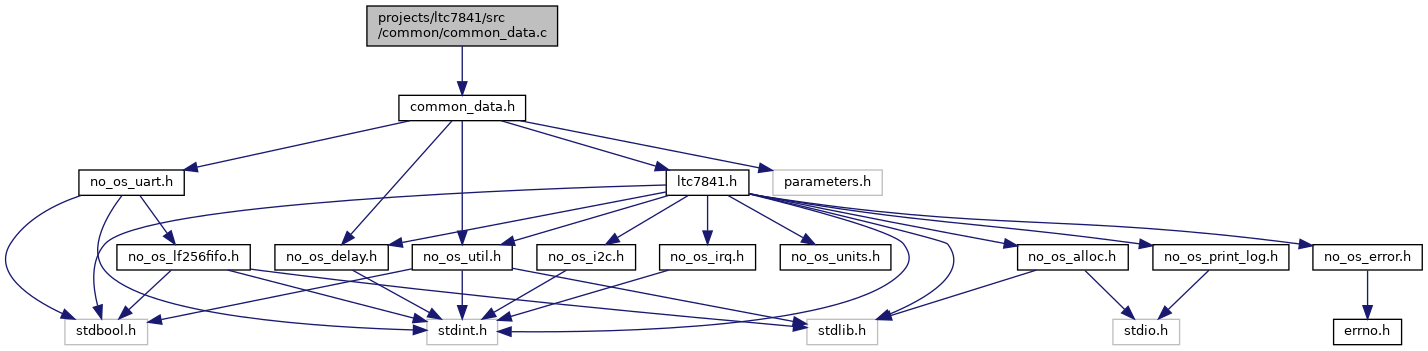 projects/ltc7841/src
/common/common_data.c
common_data.h
no_os_uart.h
ltc7841.h
parameters.h
no_os_lf256fifo.h
no_os_delay.h
no_os_util.h
no_os_i2c.h
no_os_irq.h
no_os_units.h
no_os_alloc.h
no_os_print_log.h
no_os_error.h
stdbool.h
stdint.h
stdlib.h
stdio.h
errno.h